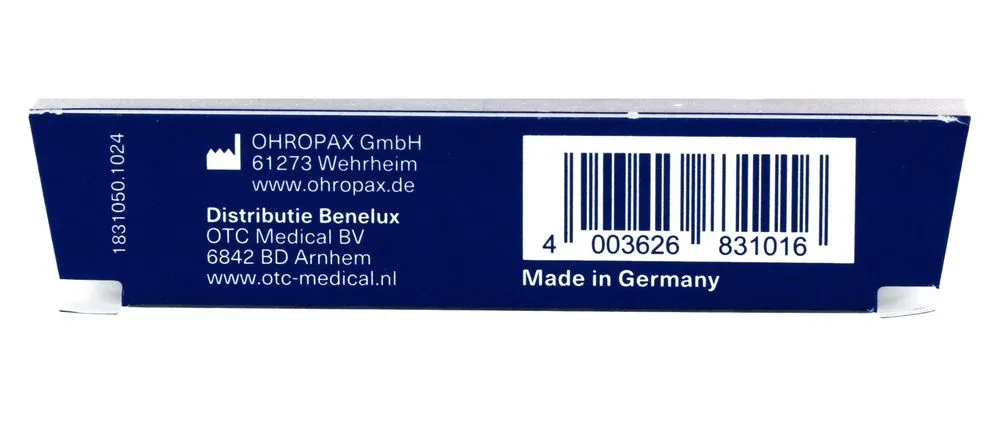 1831050.1024
OHROPAX GmbH
61273 Wehrheim
www.ohropax.de
Distributie Benelux
OTC Medical BV
6842 BD Arnhem
www.otc-medical.nl
4 003626 831016
Made in Germany